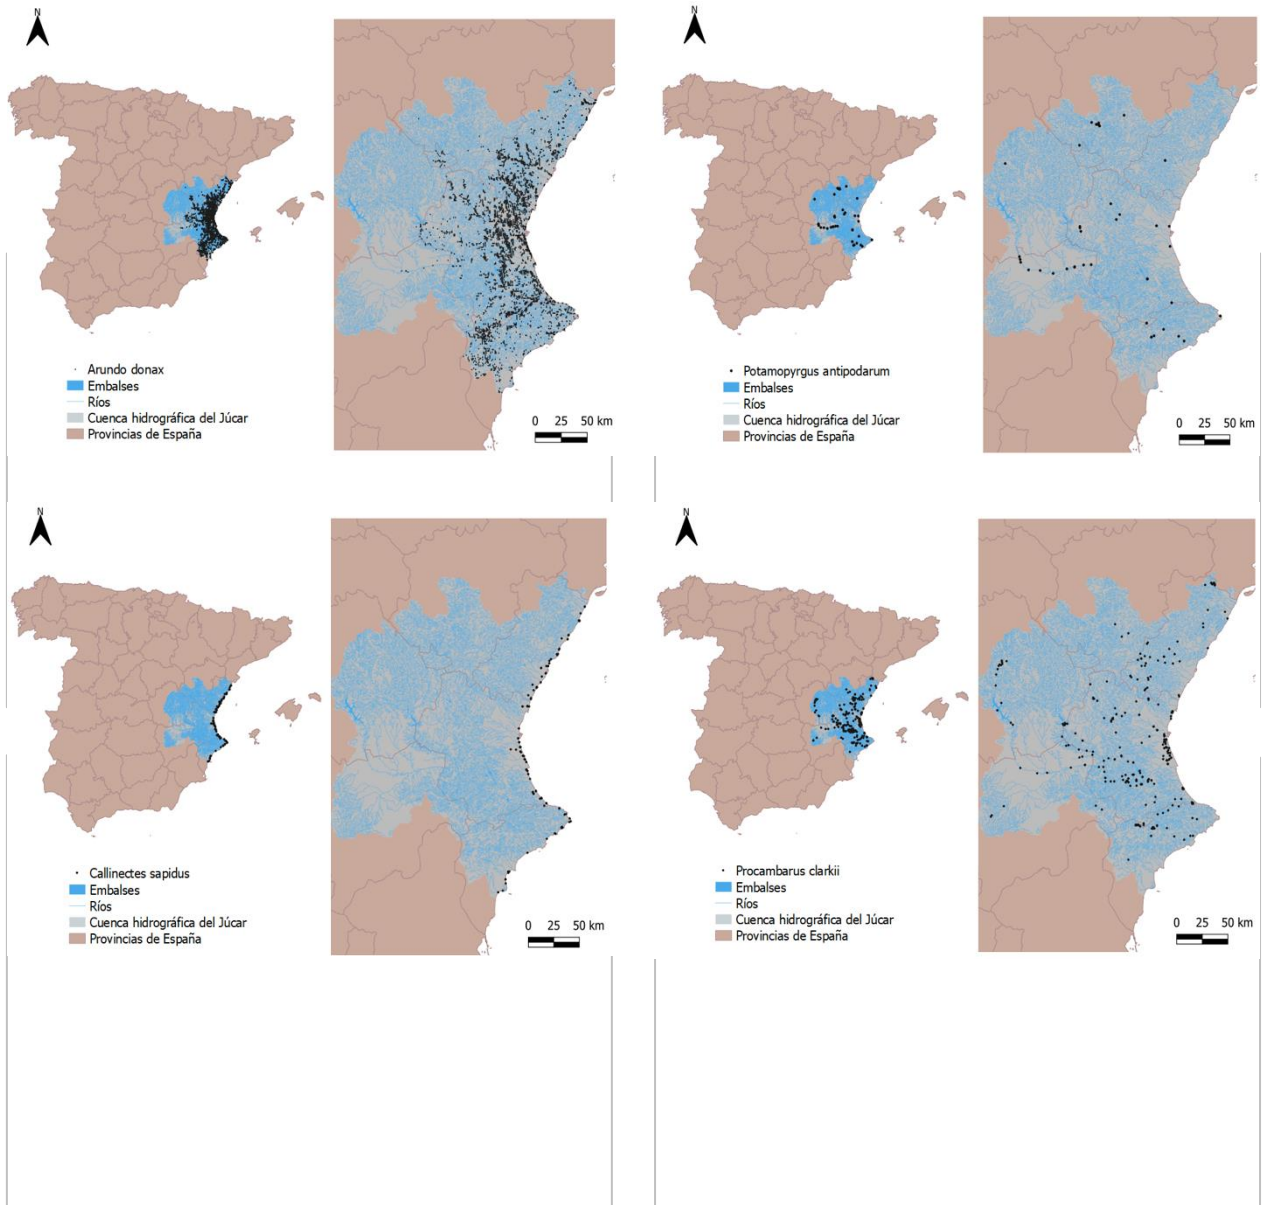 N
Arundo donax
Embalses
Ríos
Cuenca hidrográfica del Júcar
Provincias de España
0 25 50 km
N
Potamopyrgus antipodarum
Embalses
Ríos
Cuenca hidrográfica del Júcar
Provincias de España
0 25 50 km
N
Callinectes sapidus
Embalses
Ríos
Cuenca hidrográfica del Júcar
Provincias de España
0 25 50 km
N
Procambarus clarkii
Embalses
Ríos
Cuenca hidrográfica del Júcar
Provincias de España
0 25 50 km